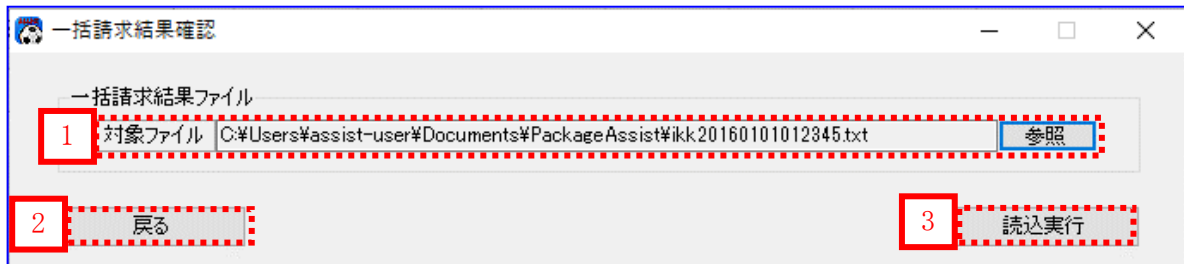 一括請求結果確認
一括請求結果ファイル
1 対象ファイル C:¥Users¥assist-user¥Documents¥PackageAssist¥ikk20160101012345.txt 参照
2 戻る 3 読込実行